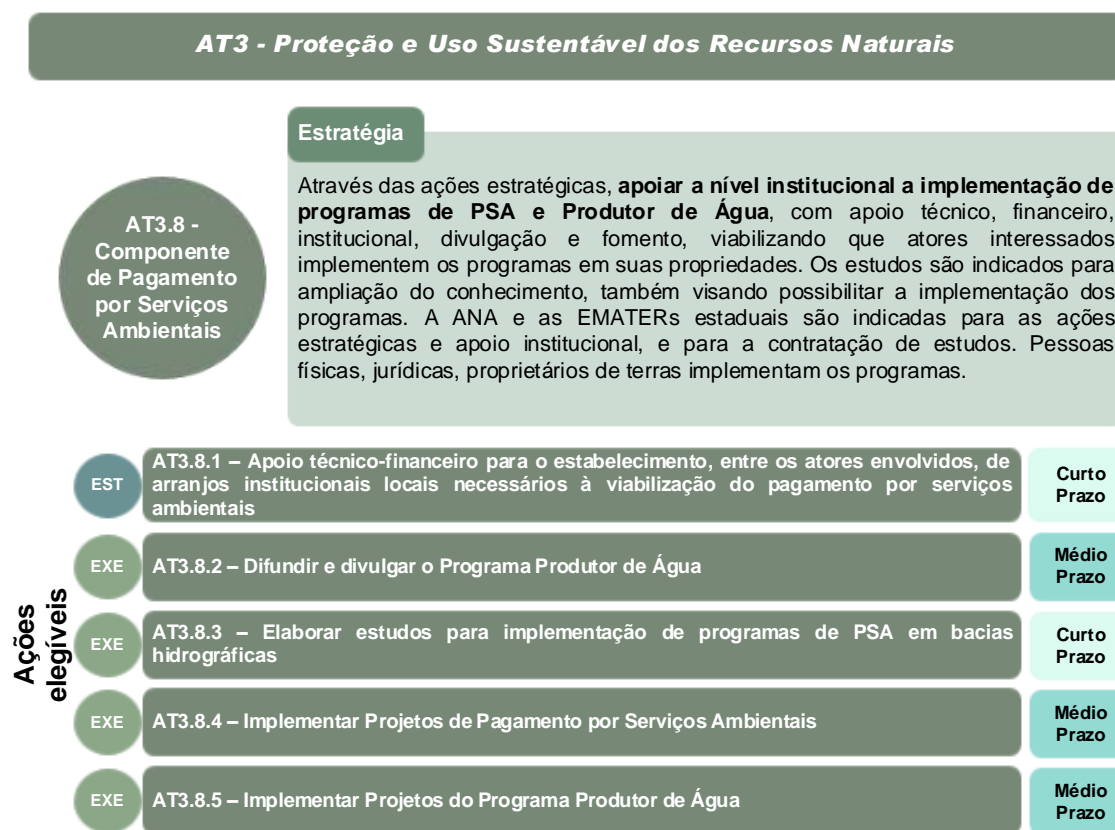 AT3 - Proteção e Uso Sustentável dos Recursos Naturais
Estratégia
AT3.8 -
Componente
de Pagamento
por Serviços
Ambientais
Através das ações estratégicas, apoiar a nível institucional a implementação de
programas de PSA e Produtor de Água, com apoio técnico, financeiro,
institucional, divulgação e fomento, viabilizando que atores interessados
implementem os programas em suas propriedades. Os estudos são indicados para
ampliação do conhecimento, também visando possibilitar a implementação dos
programas. A ANA e as EMATERs estaduais são indicadas para as ações
estratégicas e apoio institucional, e para a contratação de estudos. Pessoas
físicas, jurídicas, proprietários de terras implementam os programas.
Ações
elegíveis
EST
AT3.8.1 – Apoio técnico-financeiro para o estabelecimento, entre os atores envolvidos, de
arranjos institucionais locais necessários à viabilização do pagamento por serviços
ambientais
Curto
Prazo
EXE
AT3.8.2 – Difundir e divulgar o Programa Produtor de Água
Médio
Prazo
EXE
AT3.8.3 – Elaborar estudos para implementação de programas de PSA em bacias
hidrográficas
Curto
Prazo
EXE
AT3.8.4 – Implementar Projetos de Pagamento por Serviços Ambientais
Médio
Prazo
EXE
AT3.8.5 – Implementar Projetos do Programa Produtor de Água
Médio
Prazo